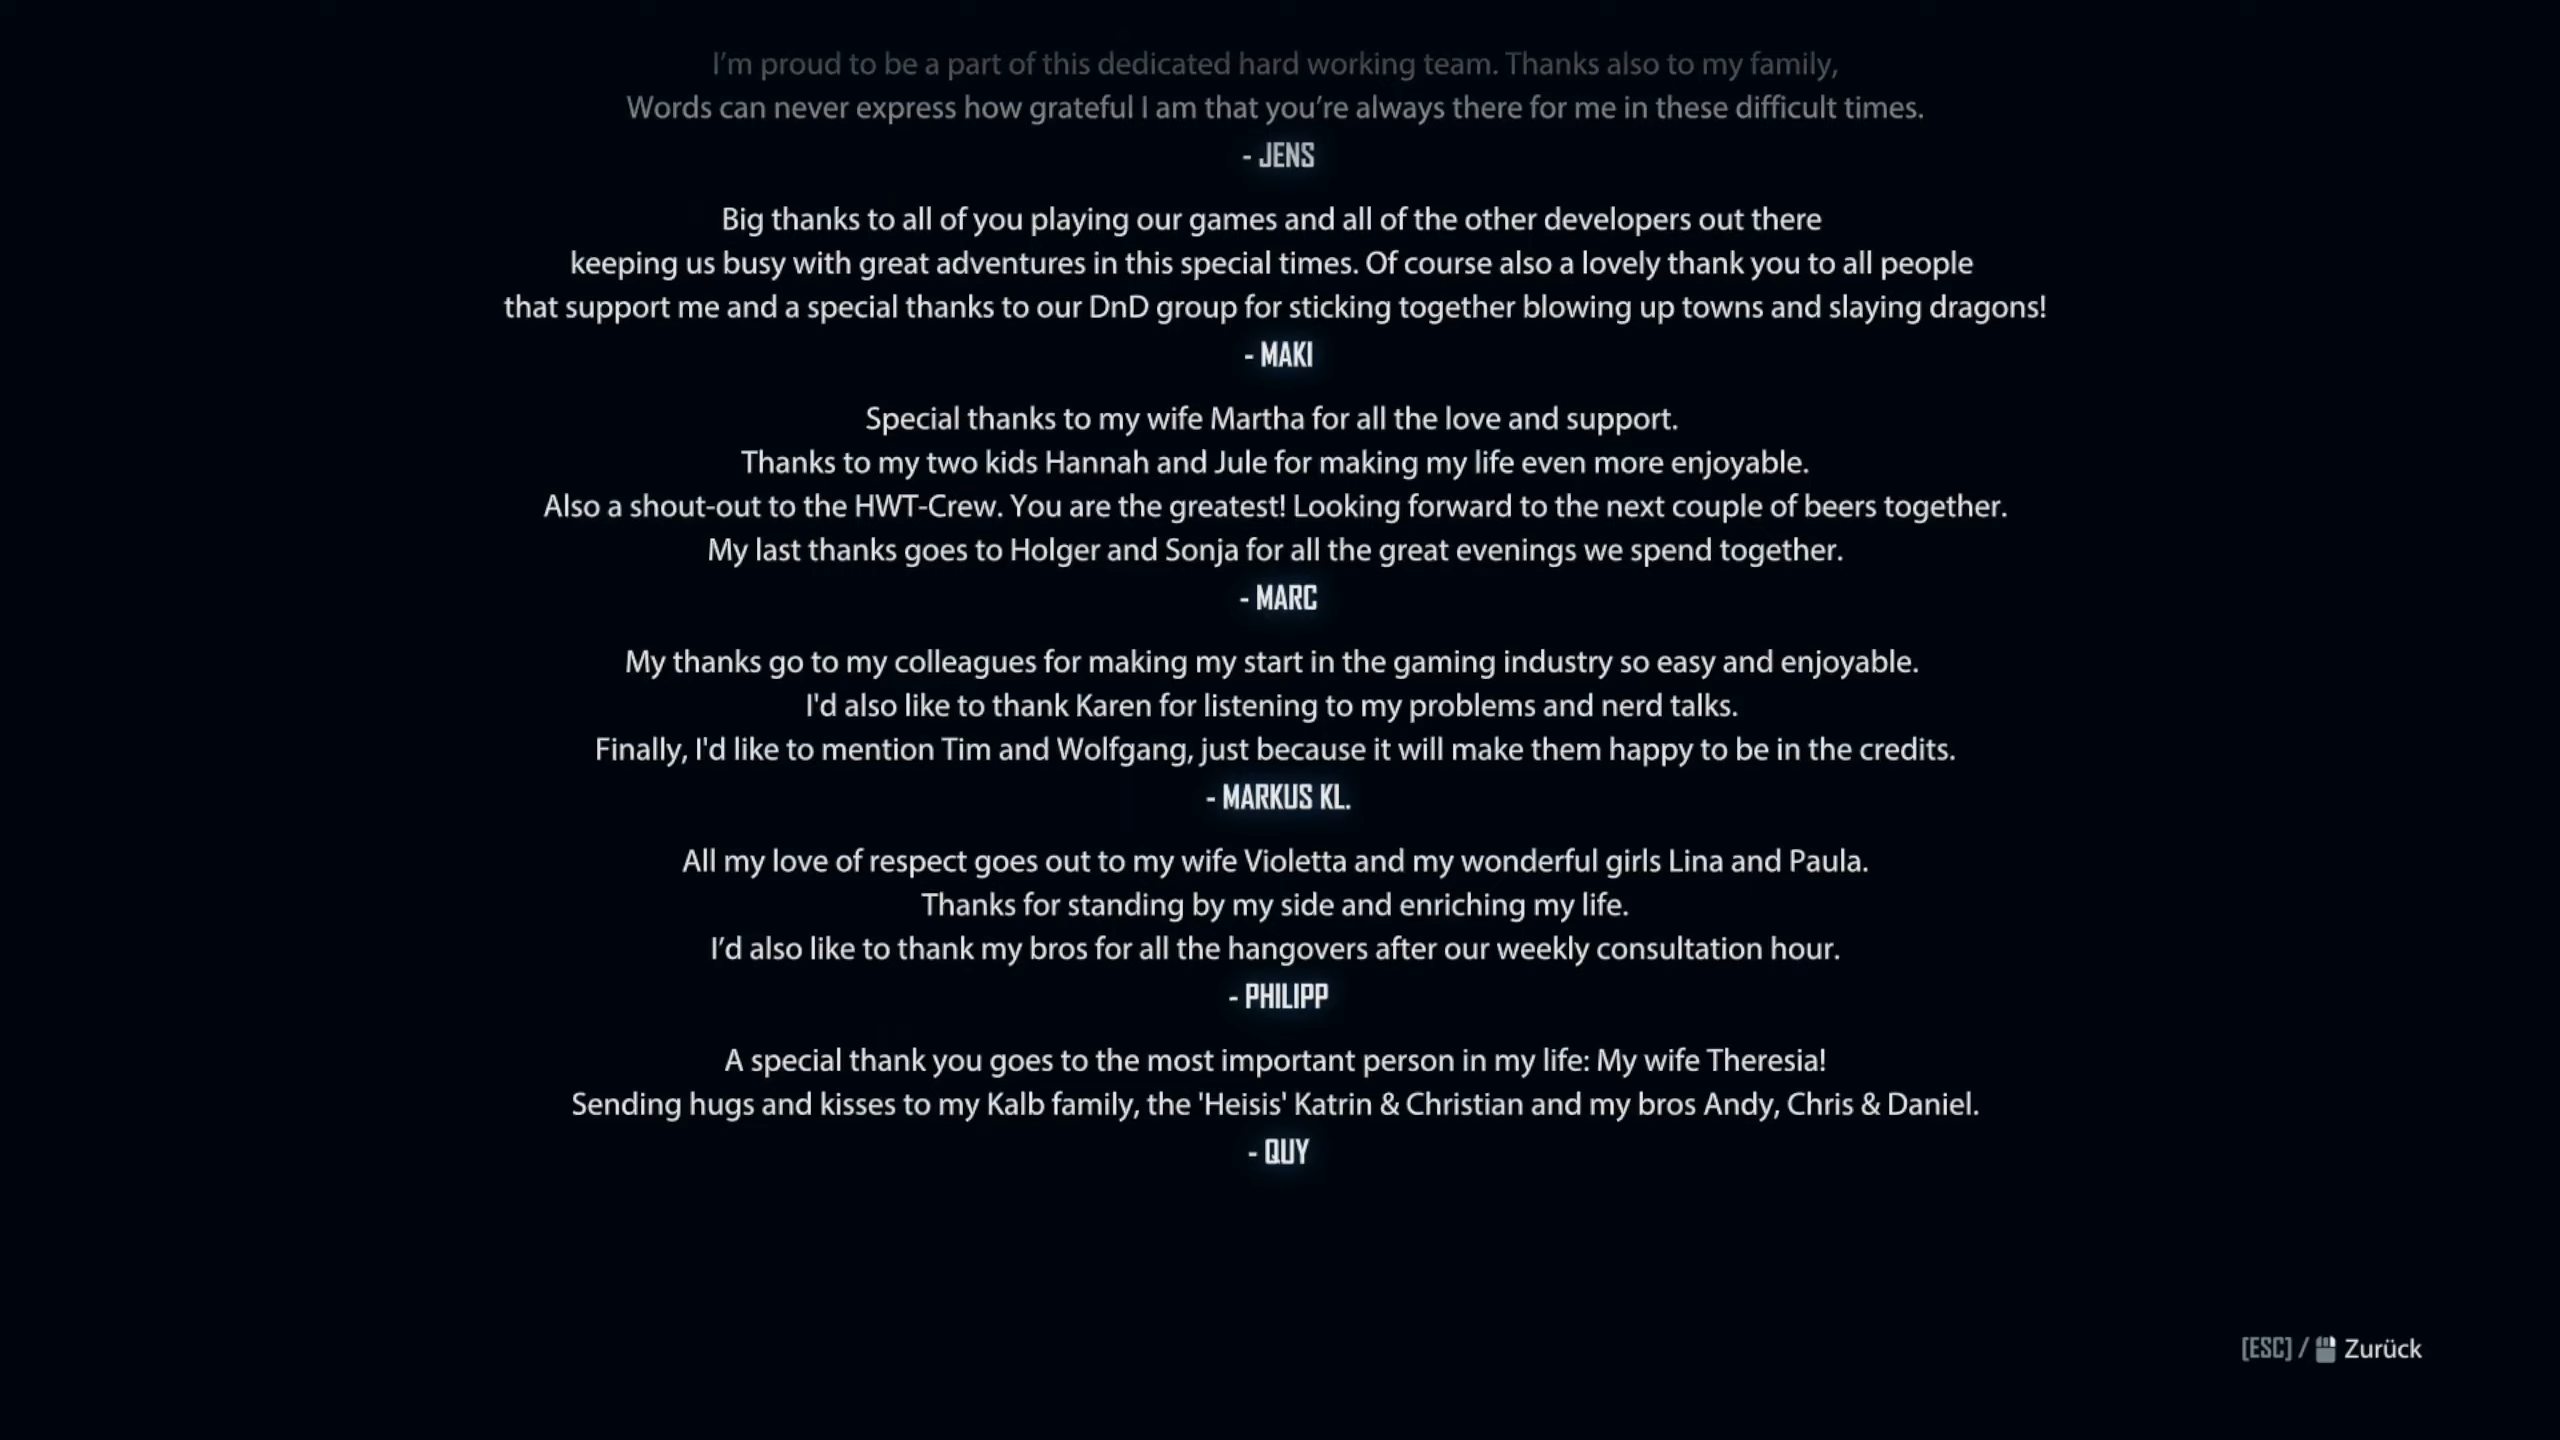 I’m proud to be a part of this dedicated hard working team. Thanks also to my family,
Words can never express how grateful I am that you’re always there for me in these difficult times.
- JENS
Big thanks to all of you playing our games and all of the other developers out there
keeping us busy with great adventures in this special times. Of course also a lovely thank you to all people
that support me and a special thanks to our DnD group for sticking together blowing up towns and slaying dragons!
- MAKI
Special thanks to my wife Martha for all the love and support.
Thanks to my two kids Hannah and Jule for making my life even more enjoyable.
Also a shout-out to the HWT-Crew. You are the greatest! Looking forward to the next couple of beers together.
My last thanks goes to Holger and Sonja for all the great evenings we spend together.
- MARC
My thanks go to my colleagues for making my start in the gaming industry so easy and enjoyable.
I'd also like to thank Karen for listening to my problems and nerd talks.
Finally, I'd like to mention Tim and Wolfgang, just because it will make them happy to be in the credits.
- MARKUS KL.
All my love of respect goes out to my wife Violetta and my wonderful girls Lina and Paula.
Thanks for standing by my side and enriching my life.
I’d also like to thank my bros for all the hangovers after our weekly consultation hour.
- PHILIPP
A special thank you goes to the most important person in my life: My wife Theresia!
Sending hugs and kisses to my Kalb family, the 'Heisis' Katrin & Christian and my bros Andy, Chris & Daniel.
- QUY
[ESC] / Zurück